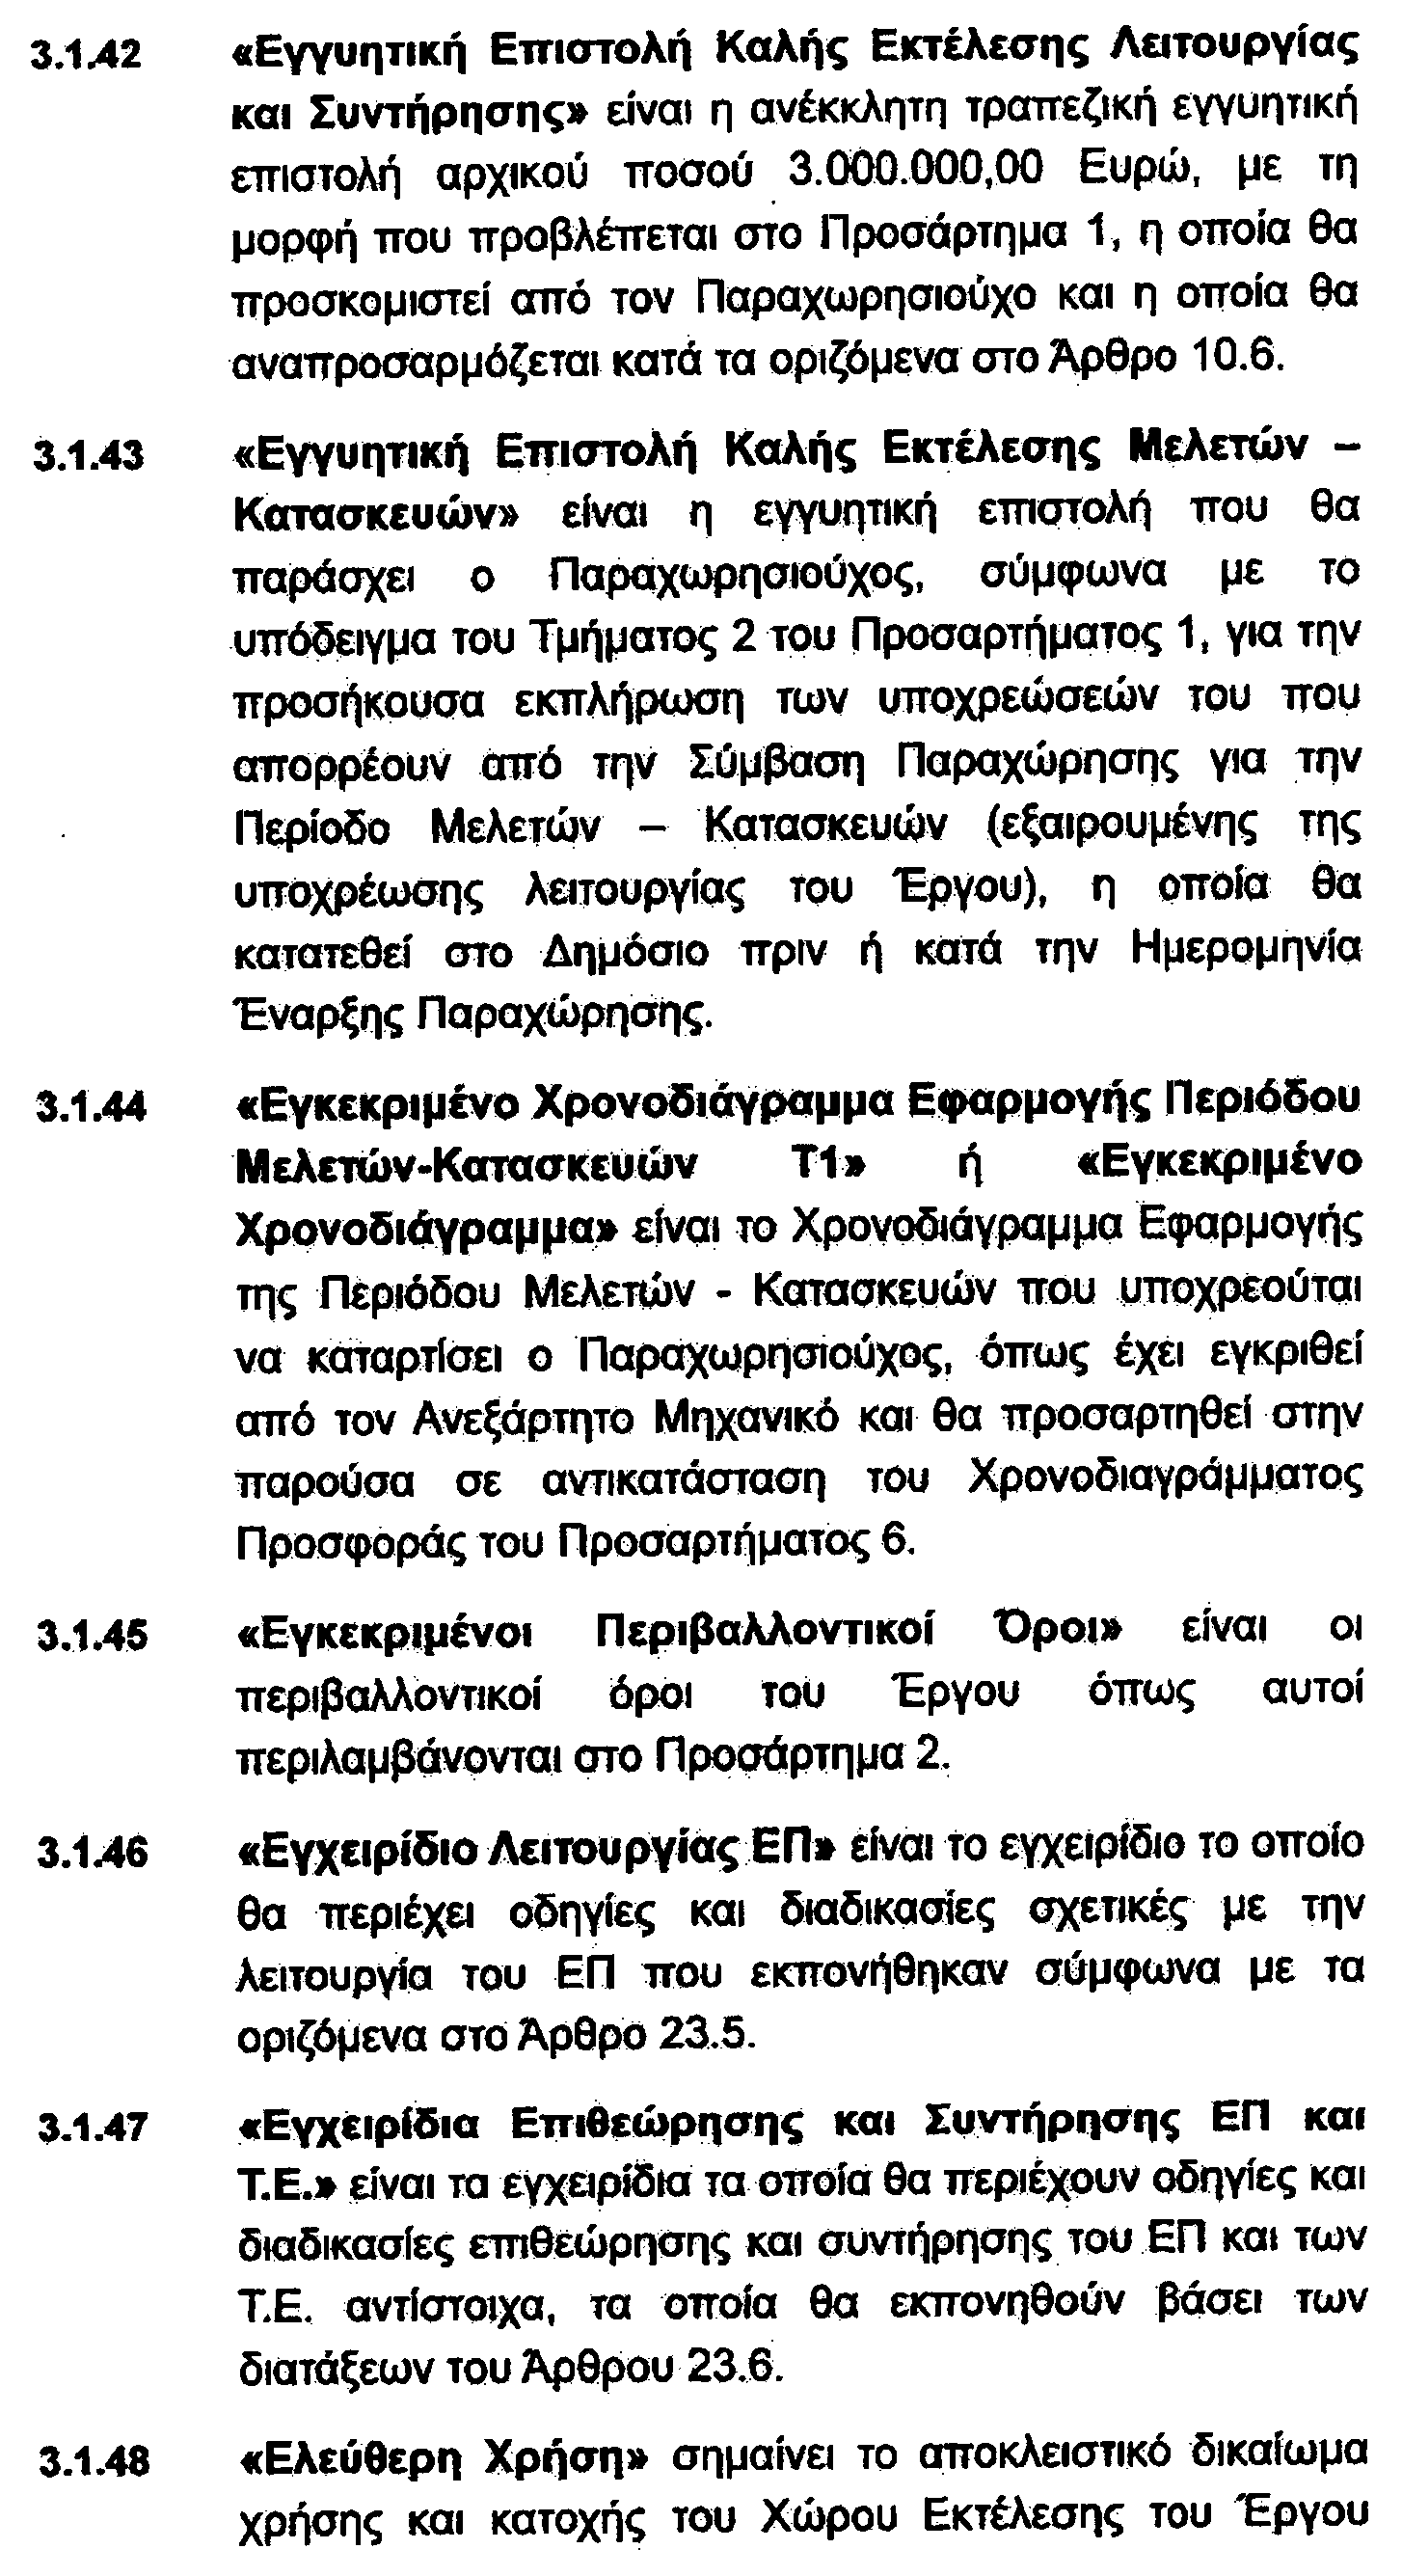 3.1.42 «Εγγυητική Επιστολή Καλής Εκτέλεσης Λειτουργίας
και Συντήρησης» είναι η ανέκκλητη τραπεζική εγγυητική
επιστολή αρχικού ποσού 3.000.000,00 Ευρώ, με τη
μορφή που προβλέπεται στο Προσάρτημα 1, η οποία θα
προσκομιστεί από τον Παραχωρησιούχο και η οποία θα
αναπροσαρμόζεται κατά τα οριζόμενα στο Άρθρο 10.6.
3.1.43 «Εγγυητική Επιστολή Καλής Εκτέλεσης Μελετών –
Κατασκευών» είναι η εγγυητική επιστολή που θα
παράσχει ο Παραχωρησιούχος, σύμφωνα με το
υπόδειγμα του Τμήματος 2 του Προσαρτήματος 1, για την
προσήκουσα εκπλήρωση των υποχρεώσεών του που
απορρέουν από την Σύμβαση Παραχώρησης για την
Περίοδο Μελετών – Κατασκευών (εξαιρουμένης της
υποχρέωσης λειτουργίας του Έργου), η οποία θα
κατατεθεί στο Δημόσιο πριν ή κατά την Ημερομηνία
Έναρξης Παραχώρησης.
3.1.44 «Εγκεκριμένο Χρονοδιάγραμμα Εφαρμογής Περιόδου
Μελετών-Κατασκευών Τ1» ή «Εγκεκριμένο
Χρονοδιάγραμμα» είναι το Χρονοδιάγραμμα Εφαρμογής
της Περιόδου Μελετών - Κατασκευών που υποχρεούται
να καταρτίσει ο Παραχωρησιούχος, όπως έχει εγκριθεί
από τον Ανεξάρτητο Μηχανικό και θα προσαρτηθεί στην
παρούσα σε αντικατάσταση του Χρονοδιαγράμματος
Προσφοράς του Προσαρτήματος 6.
3.1.45 «Εγκεκριμένοι Περιβαλλοντικοί Όροι» είναι οι
περιβαλλοντικοί όροι του Έργου όπως αυτοί
περιλαμβάνονται στο Προσάρτημα 2.
3.1.46 «Εγχειρίδιο Λειτουργίας ΕΠ» είναι το εγχειρίδιο το οποίο
θα περιέχει οδηγίες και διαδικασίες σχετικές με την
λειτουργία του ΕΠ που εκπονήθηκαν σύμφωνα με τα
οριζόμενα στο Άρθρο 23.5.
3.1.47 «Εγχειρίδια Επιθεώρησης και Συντήρησης ΕΠ και
Τ.Ε.» είναι τα εγχειρίδια τα οποία θα περιέχουν οδηγίες και
διαδικασίες επιθεώρησης και συντήρησης του ΕΠ και των
Τ.Ε. αντίστοιχα, τα οποία θα εκπονηθούν βάσει των
διατάξεων του Άρθρου 23.6.
3.1.48 «Ελεύθερη Χρήση» σημαίνει το αποκλειστικό δικαίωμα
χρήσης και κατοχής του Χώρου Εκτέλεσης του Έργου